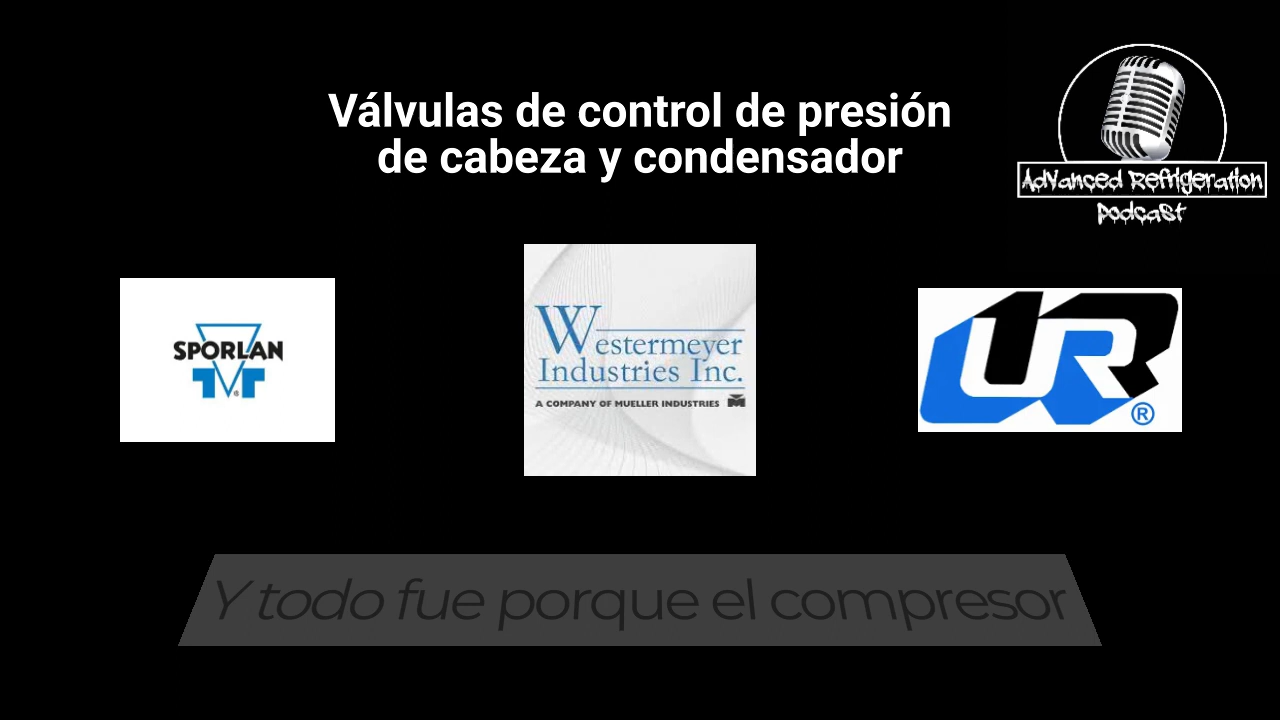 Válvulas de control de presión
de cabeza y condensador
Advanced Refrigeration
Podcast
SPORLAN
®
Westermeyer
Industries Inc.
A COMPANY OF MUELLER INDUSTRIES
UR
®
Y todo fue porque el compresor